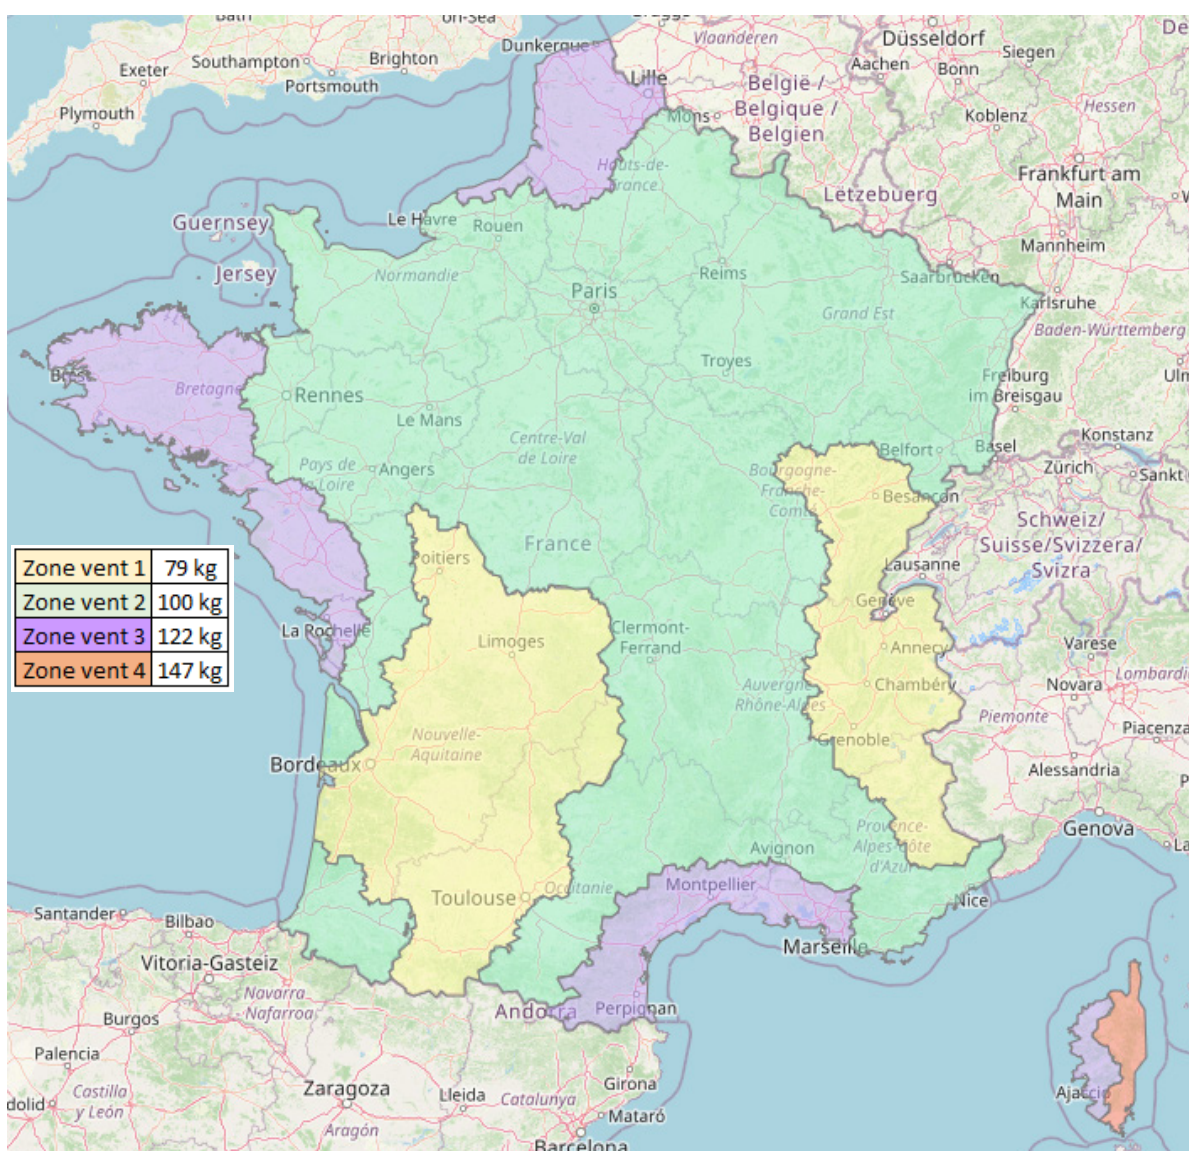 Bath
on-Sea
Brugge
Dunkerque
Vlaanderen
Düsseldorf
De
Exeter
Southampton
Brighton
Portsmouth
Lille
België /
Belgique /
Belgien
Aachen
Bonn
Siegen
Plymouth
Mons
Koblenz
Hessen
Hauts-de-
France
Lëtzebuerg
Frankfurt am
Main
Guernsey
Le Havre
Rouen
Mannheim
Jersey
Normandie
Reims
Saarbrücken
Paris
Grand Est
Karlsruhe
Baden-Württemberg
Brest
Bretagne
Rennes
Troyes
Freiburg
im Breisgau
Ulm
Le Mans
Centre-Val
de Loire
Belfort
Basel
Konstanz
Pays de
la Loire
Angers
Bourgogne-
Franche-
Comté
Besançon
Zürich
Sankt
Schweiz/
Suisse/Svizzera/
Svizra
Poitiers
France
Lausanne
Zone vent 1 79 kg
Zone vent 2 100 kg
Zone vent 3 122 kg
Zone vent 4 147 kg
Genève
La Rochelle
Limoges
Clermont-
Ferrand
Annecy
Varese
Lombardi
Auvergne-
Rhône-Alpes
Chambéry
Novara
Piemonte
Nouvelle-
Aquitaine
Grenoble
Piacenza
Bordeaux
Alessandria
P
Provence-
Alpes-Côte
d'Azur
Genova
La
Avignon
Toulouse
Occitanie
Montpellier
Nice
Santander
Bilbao
Marseille
Vitoria-Gasteiz
Navarra
- Nafarroa
Andorra
Perpignan
Burgos
Palencia
Castilla
y León
dolid
Zaragoza
Lleida
Catalunya
Girona
Mataró
Aragón
Barcelona
Ajaccio